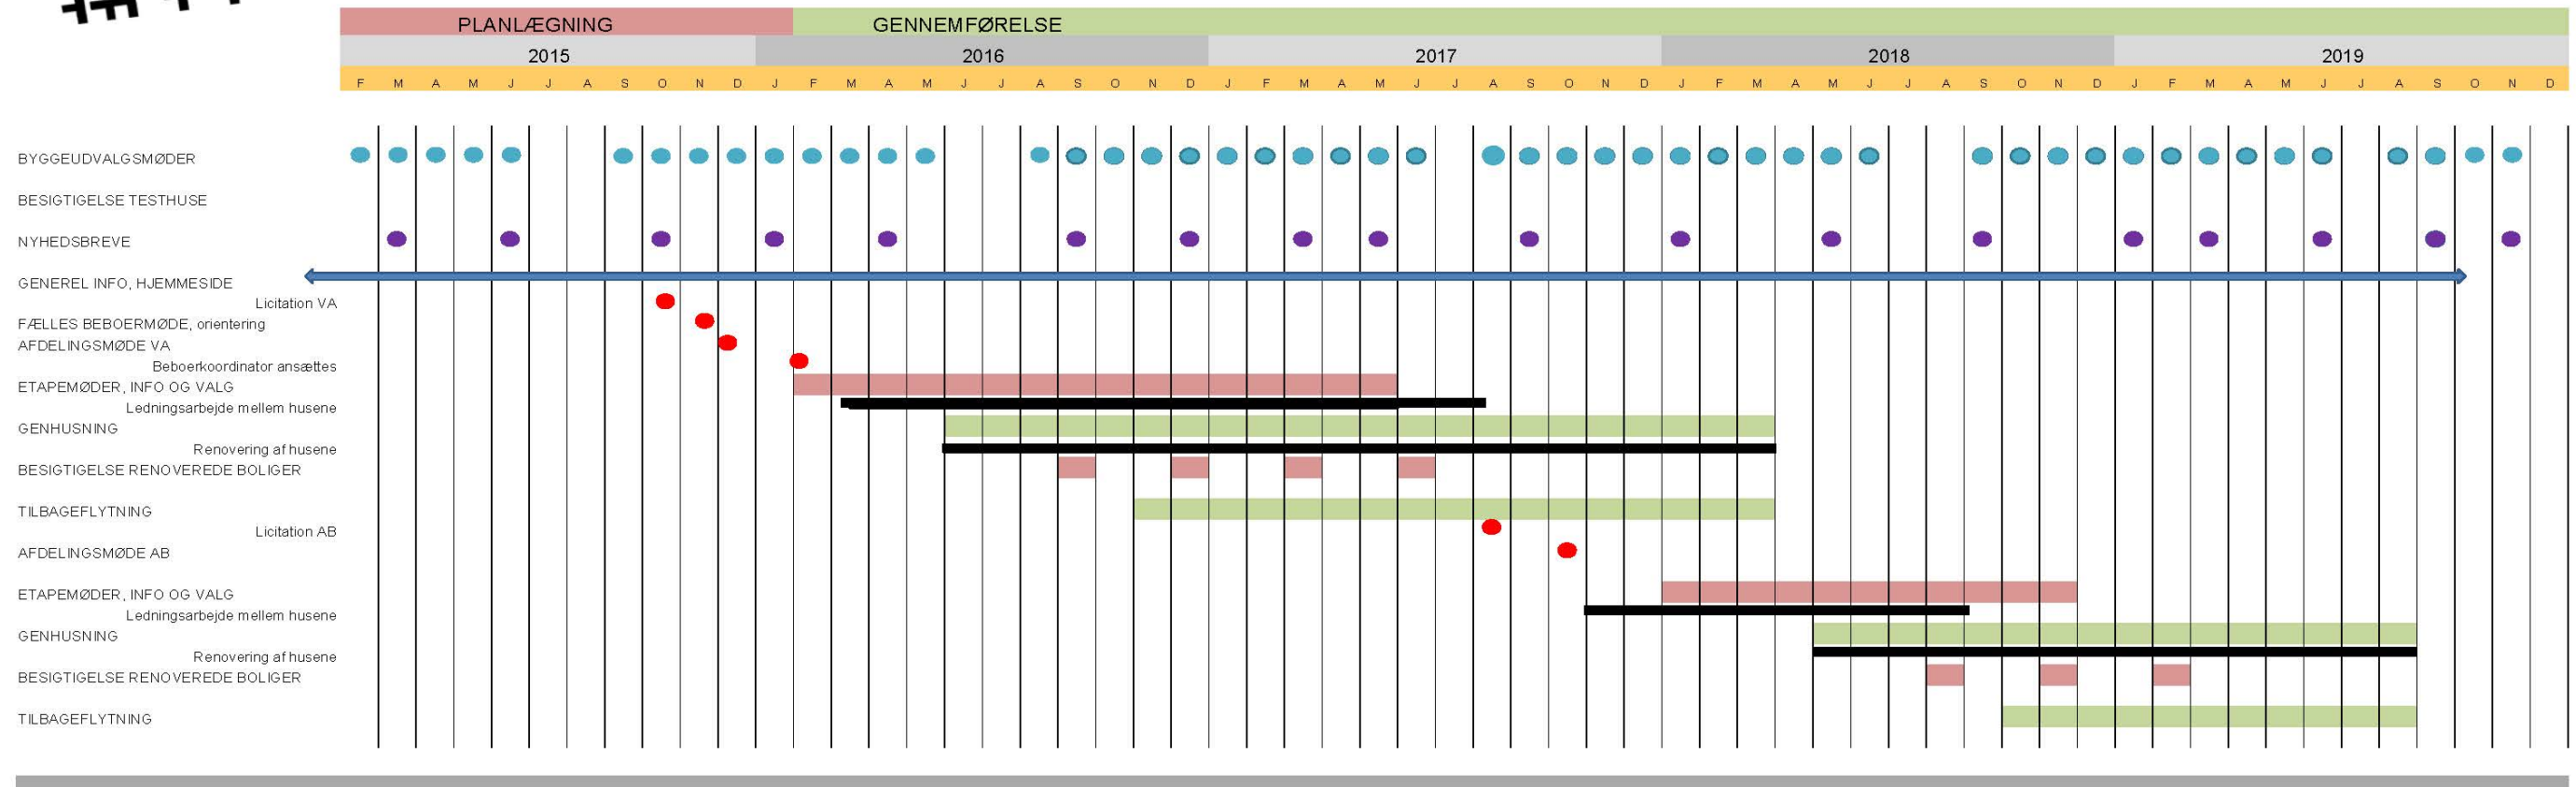 PLANLÆGNING GENNEMFØRELSE
2015 2016 2017 2018 2019
F M A M J J A S O N D J F M A M J J A S O N D J F M A M J J A S O N D J F M A M J J A S O N D J F M A M J J A S O N D
BYGGEUDVALGSMØDER
BESIGTIGELSE TESTHUSE
NYHEDSBREVE
GENEREL INFO, HJEMMESIDE
Licitation VA
FÆLLES BEBOERMØDE, orientering
AFDELINGSMØDE VA
Beboerkoordinator ansættes
ETAPEMØDER, INFO OG VALG
Ledningsarbejde mellem husene
GENHUSNING
Renovering af husene
BESIGTIGELSE RENOVEREDE BOLIGER
TILBAGEFLYTNING
Licitation AB
AFDELINGSMØDE AB
ETAPEMØDER, INFO OG VALG
Ledningsarbejde mellem husene
GENHUSNING
Renovering af husene
BESIGTIGELSE RENOVEREDE BOLIGER
TILBAGEFLYTNING